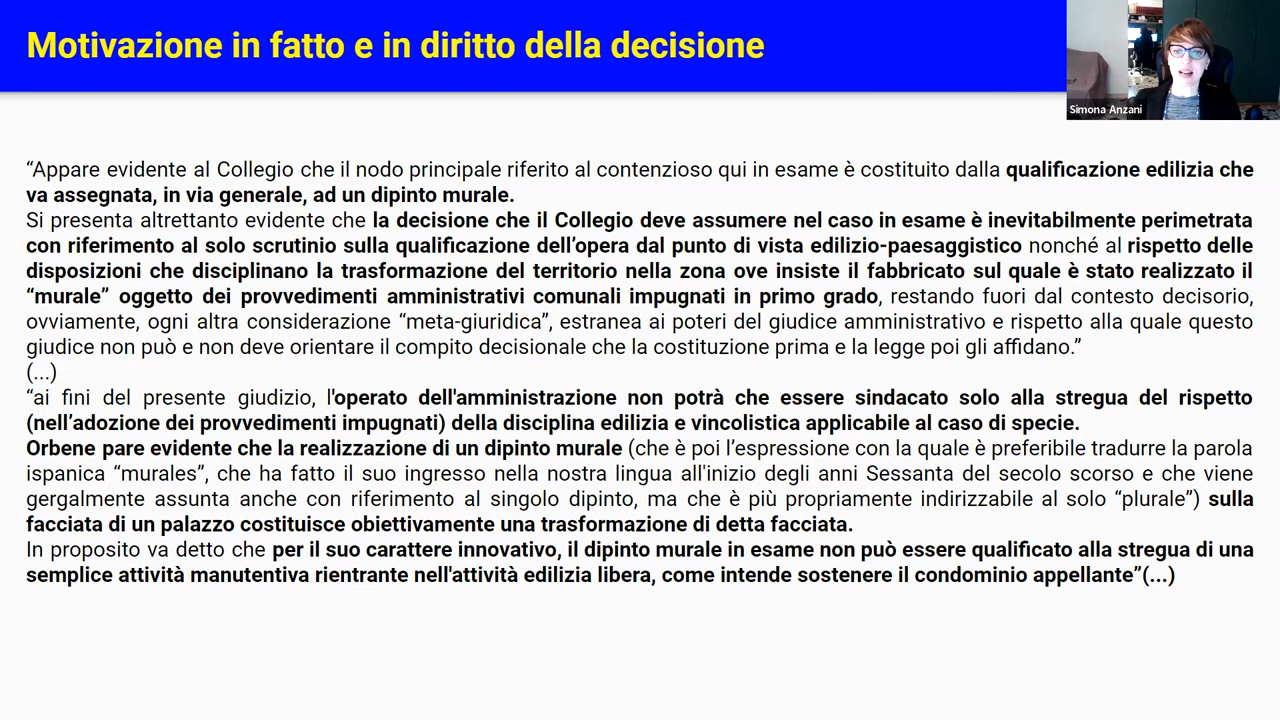 Motivazione in fatto e in diritto della decisione
Simona Anzani
“Appare evidente al Collegio che il nodo principale riferito al contenzioso qui in esame è costituito dalla qualificazione edilizia che
va assegnata, in via generale, ad un dipinto murale.
Si presenta altrettanto evidente che la decisione che il Collegio deve assumere nel caso in esame è inevitabilmente perimetrata
con riferimento al solo scrutinio sulla qualificazione dell’opera dal punto di vista edilizio-paesaggistico nonché al rispetto delle
disposizioni che disciplinano la trasformazione del territorio nella zona ove insiste il fabbricato sul quale è stato realizzato il
“murale” oggetto dei provvedimenti amministrativi comunali impugnati in primo grado, restando fuori dal contesto decisorio,
ovviamente, ogni altra considerazione “meta-giuridica”, estranea ai poteri del giudice amministrativo e rispetto alla quale questo
giudice non può e non deve orientare il compito decisionale che la costituzione prima e la legge poi gli affidano.”
(...)
“ai fini del presente giudizio, l'operato dell'amministrazione non potrà che essere sindacato solo alla stregua del rispetto
(nell’adozione dei provvedimenti impugnati) della disciplina edilizia e vincolistica applicabile al caso di specie.
Orbene pare evidente che la realizzazione di un dipinto murale (che è poi l’espressione con la quale è preferibile tradurre la parola
ispanica “murales”, che ha fatto il suo ingresso nella nostra lingua all'inizio degli anni Sessanta del secolo scorso e che viene
gergalmente assunta anche con riferimento al singolo dipinto, ma che è più propriamente indirizzabile al solo “plurale”) sulla
facciata di un palazzo costituisce obiettivamente una trasformazione di detta facciata.
In proposito va detto che per il suo carattere innovativo, il dipinto murale in esame non può essere qualificato alla stregua di una
semplice attività manutentiva rientrante nell'attività edilizia libera, come intende sostenere il condominio appellante”(...)